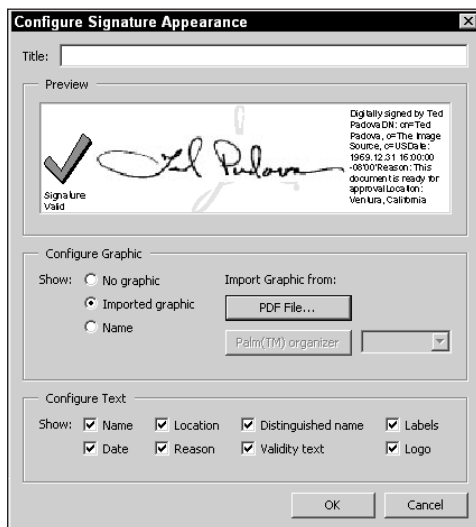 Configure Signature Appearance
Title:
Preview
Signature
Valid
Ted Padova
Digitally signed by Ted
PadovaDN: cn=Ted
Padova, o=The Image
Source, c=USDate:
1969.12.31 16:00:00
-08'00'Reason: This
document is ready for
approvalLocation:
Ventura, California
Configure Graphic
Show:
No graphic
Imported graphic
Name
Import Graphic from:
PDF File...
Palm(TM) organizer
Configure Text
Show:
Name
Location
Distinguished name
Labels
Date
Reason
Validity text
Logo
OK
Cancel